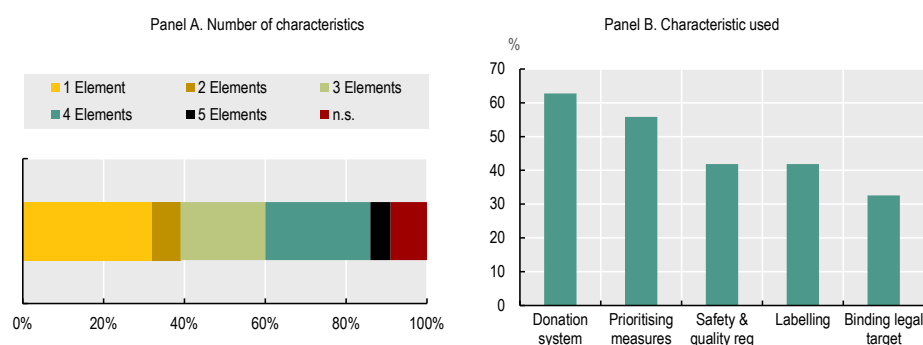 Panel A. Number of characteristics
1 Element
2 Elements
3 Elements
4 Elements
5 Elements
n.s.
0%
20%
40%
60%
80%
100%
Panel B. Characteristic used
%
70
60
50
40
30
20
10
0
Donation
system
Prioritising
measures
Safety &
quality req
Labelling
Binding legal
target